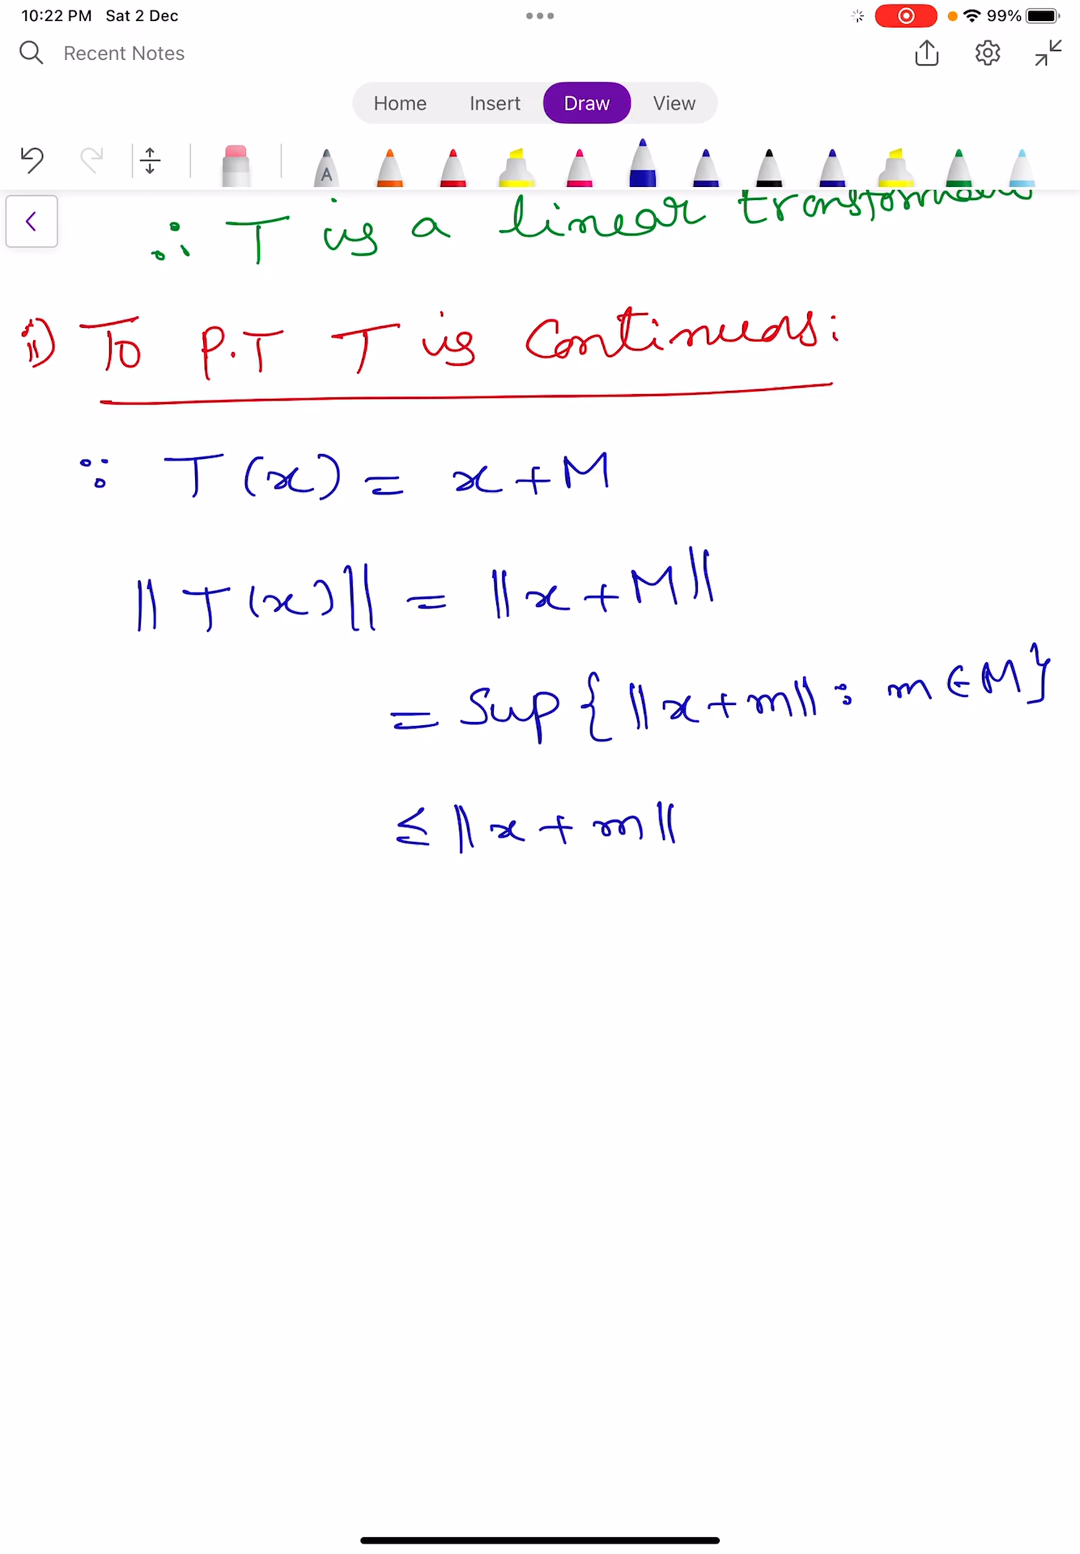 10:22 PM Sat 2 Dec 99%
Recent Notes
Home Insert Draw View
A
∴ T is a linear
ii) To P.T T is Continuous:
∵ T(x) = x + M
||T(x)|| = ||x + M||
= Sup { ||x + m|| : m ∈ M }
≤ ||x + m||